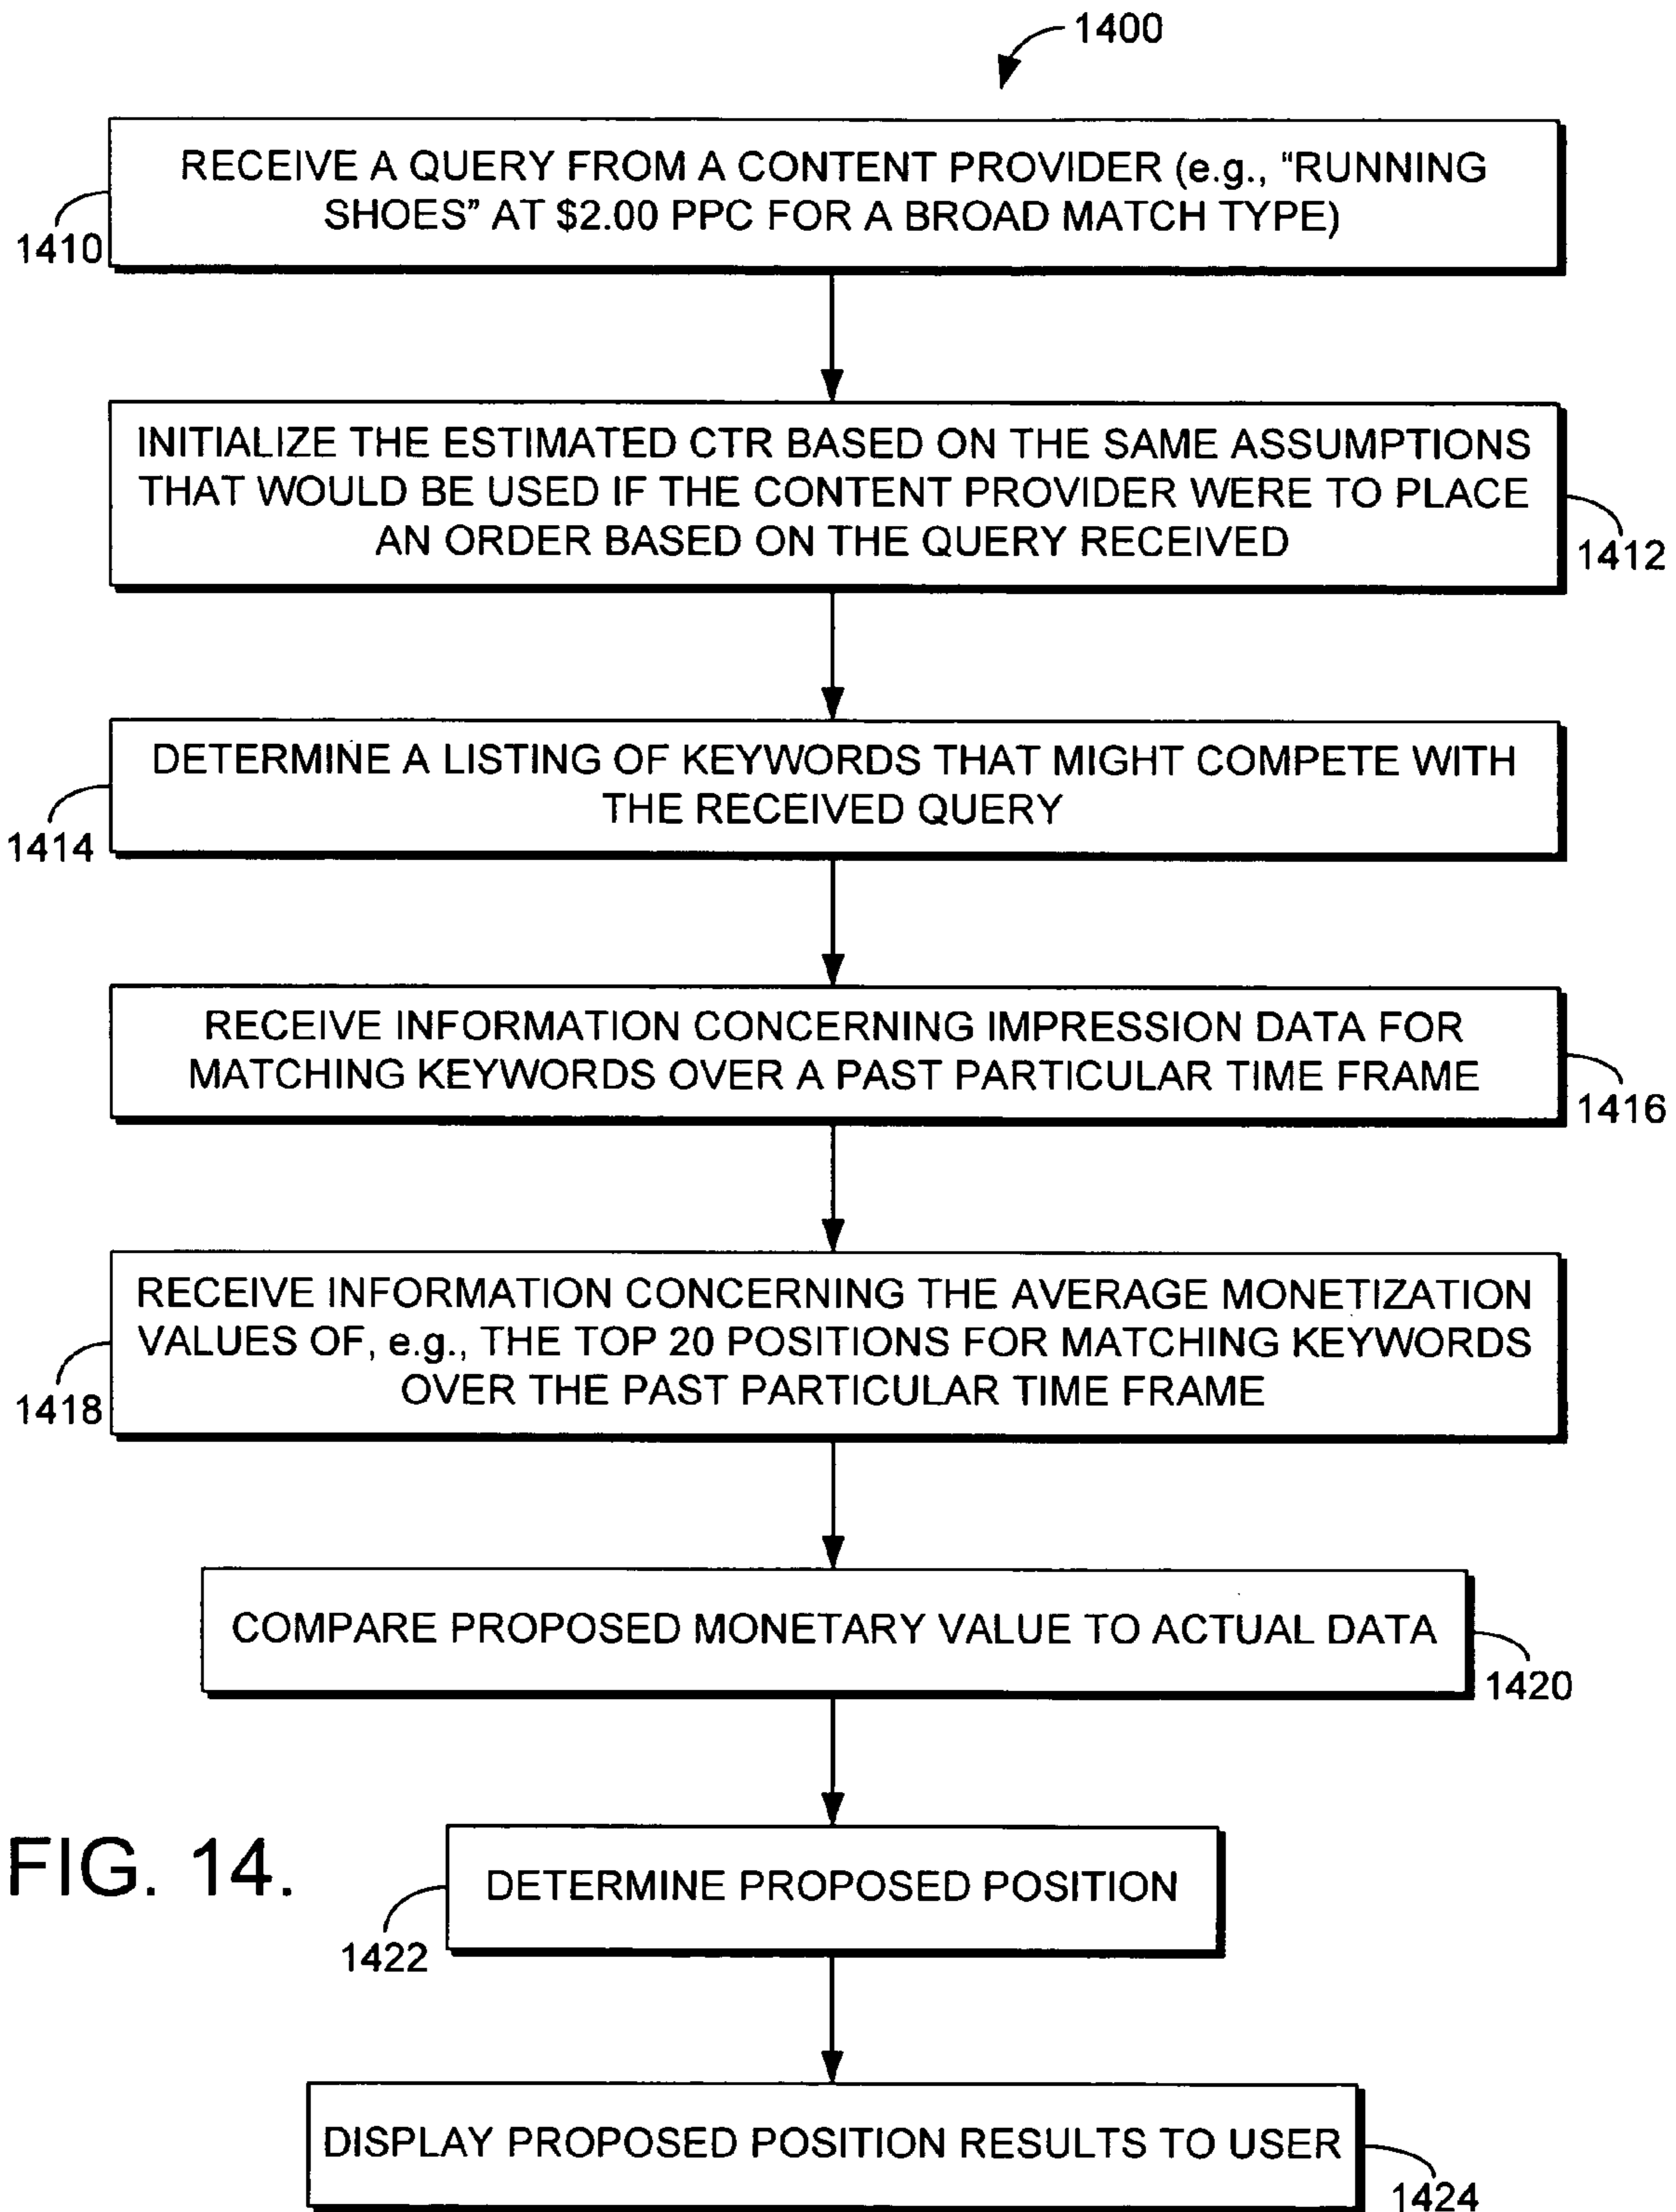 1400
RECEIVE A QUERY FROM A CONTENT PROVIDER (e.g., "RUNNING
SHOES" AT $2.00 PPC FOR A BROAD MATCH TYPE)
1410
INITIALIZE THE ESTIMATED CTR BASED ON THE SAME ASSUMPTIONS
THAT WOULD BE USED IF THE CONTENT PROVIDER WERE TO PLACE
AN ORDER BASED ON THE QUERY RECEIVED
1412
DETERMINE A LISTING OF KEYWORDS THAT MIGHT COMPETE WITH
THE RECEIVED QUERY
1414
RECEIVE INFORMATION CONCERNING IMPRESSION DATA FOR
MATCHING KEYWORDS OVER A PAST PARTICULAR TIME FRAME
1416
RECEIVE INFORMATION CONCERNING THE AVERAGE MONETIZATION
VALUES OF, e.g., THE TOP 20 POSITIONS FOR MATCHING KEYWORDS
OVER THE PAST PARTICULAR TIME FRAME
1418
COMPARE PROPOSED MONETARY VALUE TO ACTUAL DATA
1420
FIG. 14.
DETERMINE PROPOSED POSITION
1422
DISPLAY PROPOSED POSITION RESULTS TO USER
1424